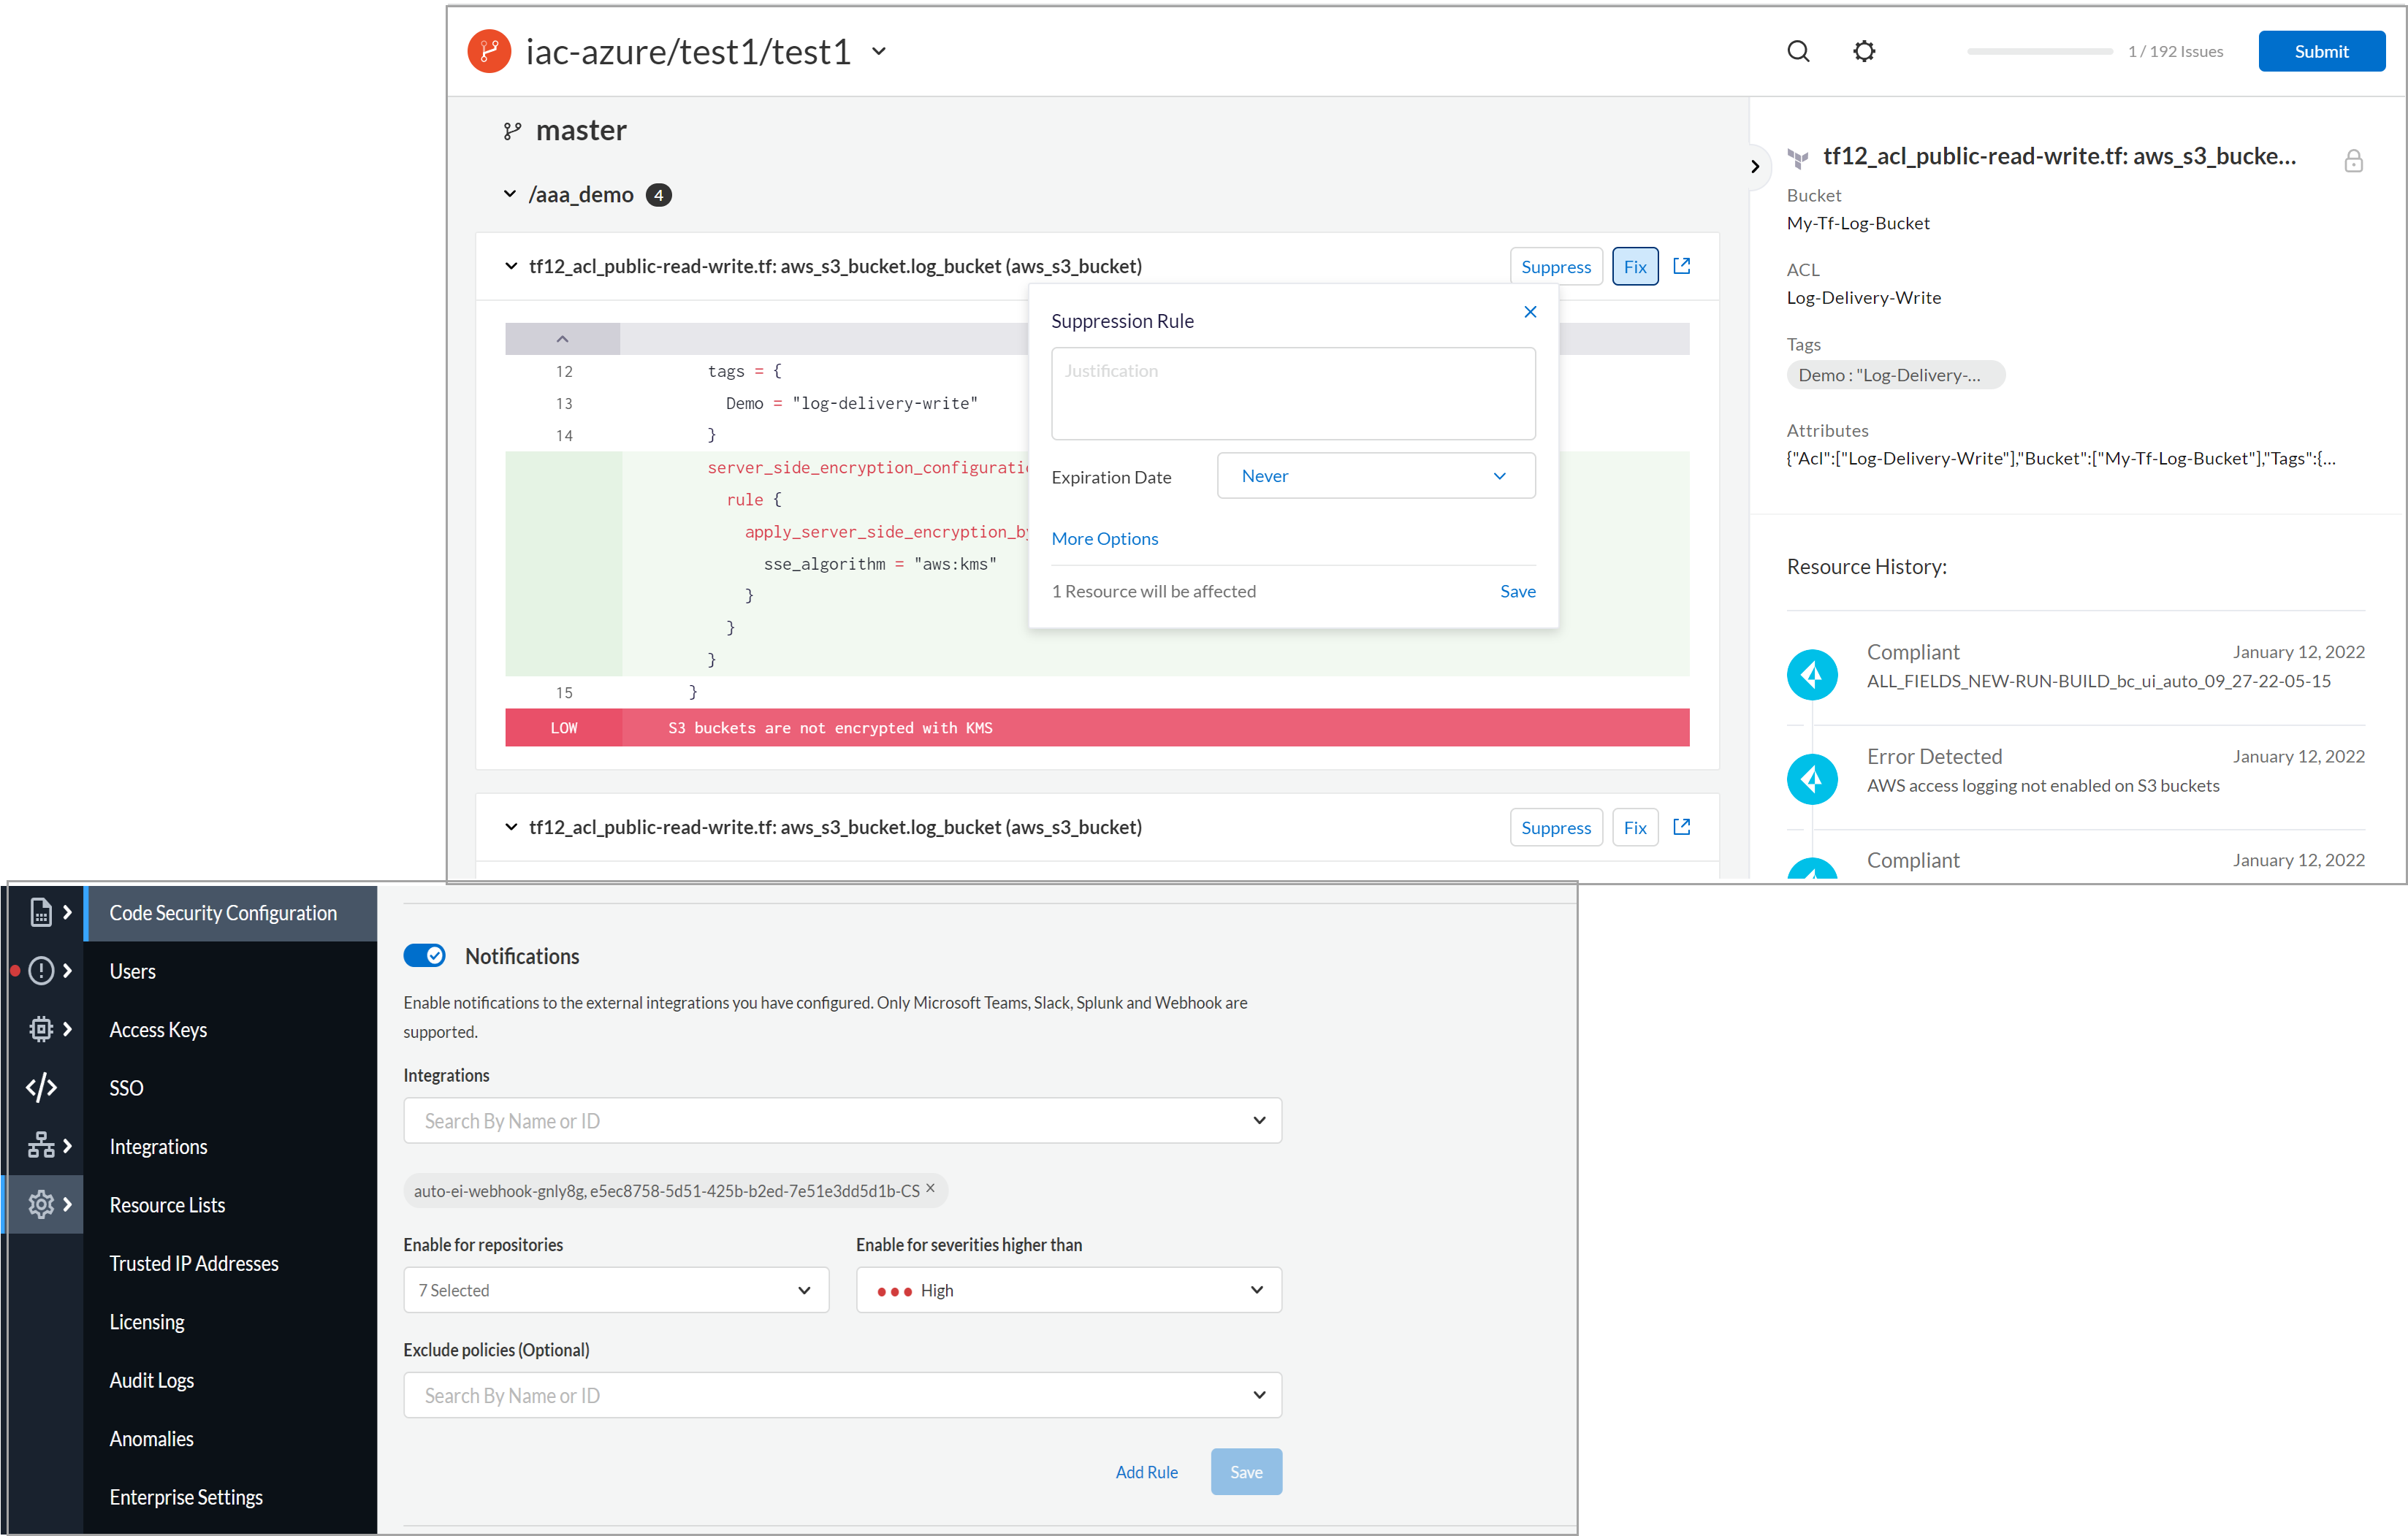 iac-azure/test1/test1
1 / 192 Issues
Submit
master
/aaa_demo 4
tf12_acl_public-read-write.tf: aws_s3_bucket.log_bucket (aws_s3_bucket)
Suppress
Fix
12 tags = {
13 Demo = "log-delivery-write"
14 }
server_side_encryption_configuratio
rule {
apply_server_side_encryption_by
sse_algorithm = "aws:kms"
}
}
}
15 }
LOW S3 buckets are not encrypted with KMS
Suppression Rule
Justification
Expiration Date
Never
More Options
1 Resource will be affected
Save
tf12_acl_public-read-write.tf: aws_s3_bucket.log_bucket (aws_s3_bucket)
Suppress
Fix
tf12_acl_public-read-write.tf: aws_s3_bucke...
Bucket
My-Tf-Log-Bucket
ACL
Log-Delivery-Write
Tags
Demo : "Log-Delivery-...
Attributes
{"Acl":["Log-Delivery-Write"],"Bucket":["My-Tf-Log-Bucket"],"Tags":{...
Resource History:
Compliant January 12, 2022
ALL_FIELDS_NEW-RUN-BUILD_bc_ui_auto_09_27-22-05-15
Error Detected January 12, 2022
AWS access logging not enabled on S3 buckets
Compliant January 12, 2022
Code Security Configuration
Users
Access Keys
SSO
Integrations
Resource Lists
Trusted IP Addresses
Licensing
Audit Logs
Anomalies
Enterprise Settings
Notifications
Enable notifications to the external integrations you have configured. Only Microsoft Teams, Slack, Splunk and Webhook are
supported.
Integrations
Search By Name or ID
auto-ei-webhook-gnly8g, e5ec8758-5d51-425b-b2ed-7e51e3dd5d1b-CS
Enable for repositories
7 Selected
Enable for severities higher than
High
Exclude policies (Optional)
Search By Name or ID
Add Rule
Save